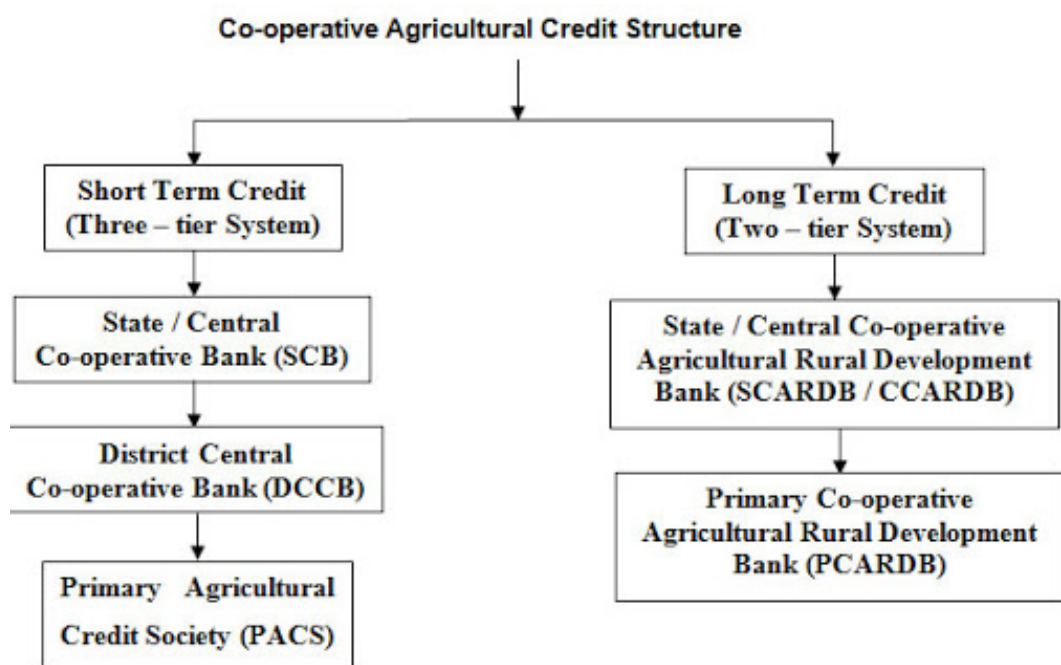 Co-operative Agricultural Credit Structure
Short Term Credit
(Three – tier System)
State / Central
Co-operative Bank (SCB)
District Central
Co-operative Bank (DCCB)
Primary Agricultural
Credit Society (PACS)
Long Term Credit
(Two – tier System)
State / Central Co-operative
Agricultural Rural Development
Bank (SCARDB / CCARDB)
Primary Co-operative
Agricultural Rural Development
Bank (PCARDB)